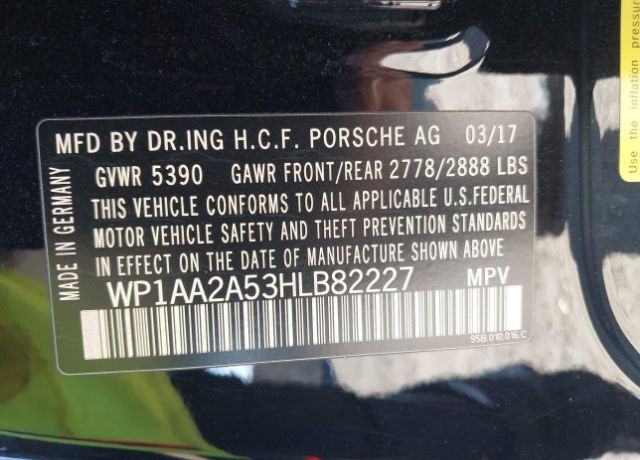 MFD BY DR.ING H.C.F. PORSCHE AG 03/17
GVWR 5390 GAWR FRONT/REAR 2778/2888 LBS
THIS VEHICLE CONFORMS TO ALL APPLICABLE U.S.FEDERAL
MOTOR VEHICLE SAFETY AND THEFT PREVENTION STANDARDS
IN EFFECT ON THE DATE OF MANUFACTURE SHOWN ABOVE
WP1AA2A53HLB82227 MPV
95B.010.016.C
MADE IN GERMANY
Use the inflation pressure